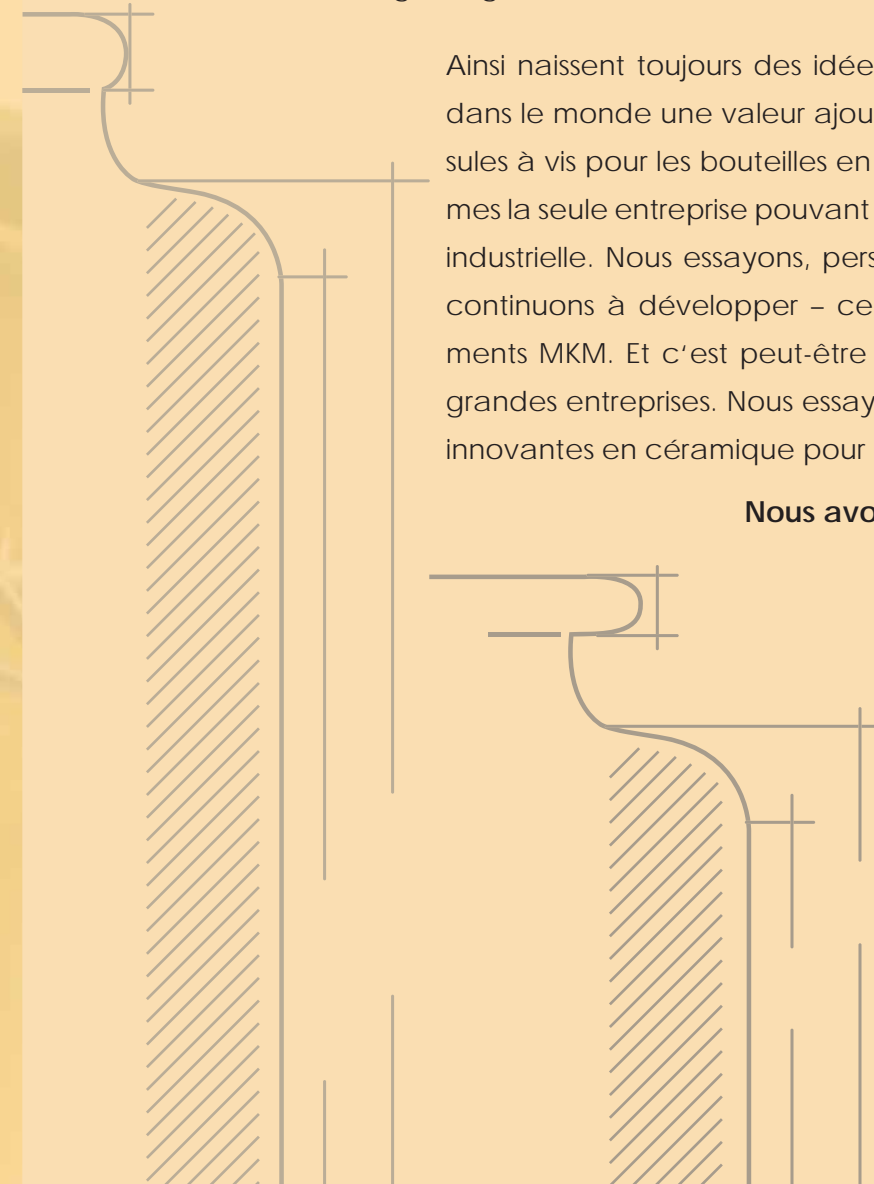 Ainsi naissent toujours des idée
dans le monde une valeur ajou
sules à vis pour les bouteilles en
mes la seule entreprise pouvant
industrielle. Nous essayons, pers
continuons à développer – ce
ments MKM. Et c‘est peut-être
grandes entreprises. Nous essay
innovantes en céramique pour
Nous avo